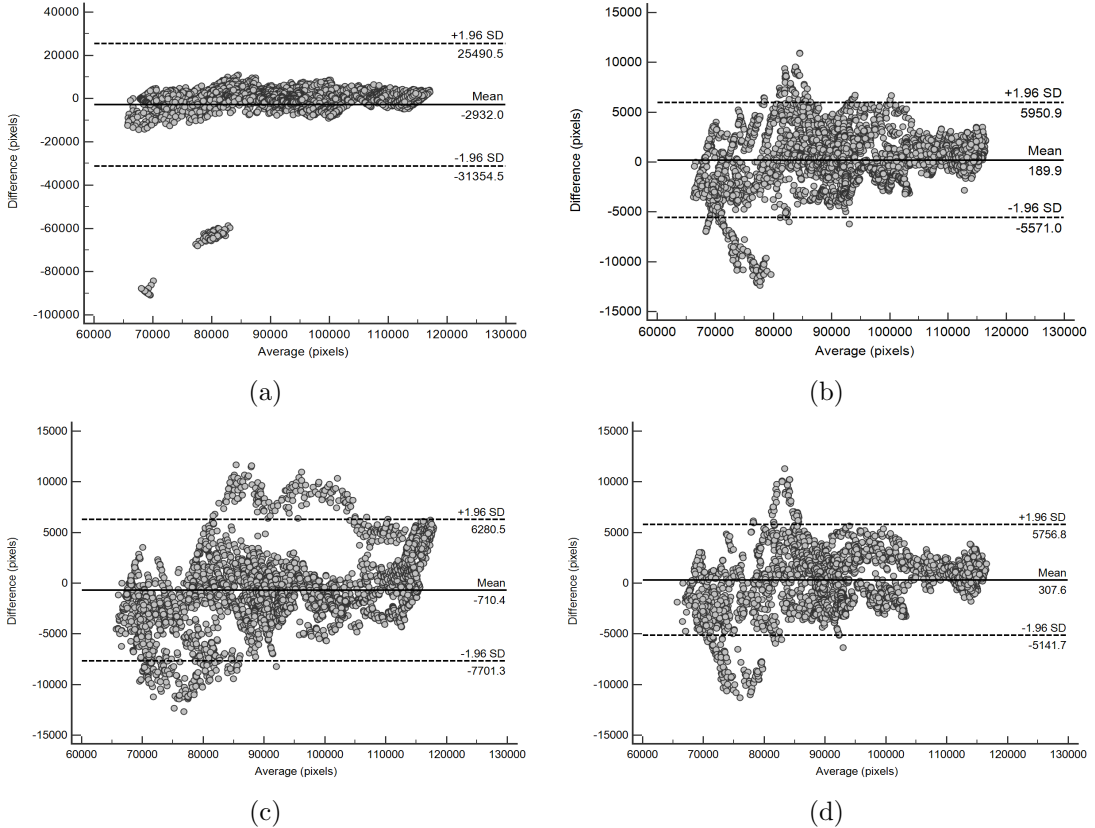 40000
20000
0
-20000
-40000
-60000
-80000
-100000
Difference (pixels)
+1.96 SD
25490.5
Mean
-2932.0
-1.96 SD
-31354.5
60000 70000 80000 90000 100000 110000 120000 130000
Average (pixels)
(a)
15000
10000
5000
0
-5000
-10000
-15000
Difference (pixels)
+1.96 SD
5950.9
Mean
189.9
-1.96 SD
-5571.0
60000 70000 80000 90000 100000 110000 120000 130000
Average (pixels)
(b)
15000
10000
5000
0
-5000
-10000
-15000
Difference (pixels)
+1.96 SD
6280.5
Mean
-710.4
-1.96 SD
-7701.3
60000 70000 80000 90000 100000 110000 120000 130000
Average (pixels)
(c)
15000
10000
5000
0
-5000
-10000
-15000
Difference (pixels)
+1.96 SD
5756.8
Mean
307.6
-1.96 SD
-5141.7
60000 70000 80000 90000 100000 110000 120000 130000
Average (pixels)
(d)